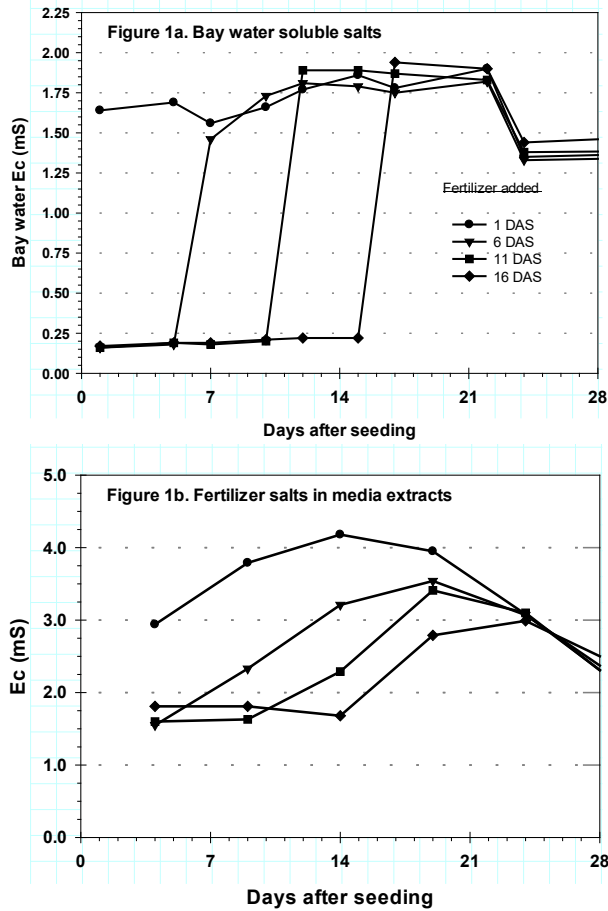 Figure 1a. Bay water soluble salts
Bay water Ec (mS)
2.25
2.00
1.75
1.50
1.25
1.00
0.75
0.50
0.25
0.00
Fertilizer added
1 DAS
6 DAS
11 DAS
16 DAS
0 7 14 21 28
Days after seeding
Figure 1b. Fertilizer salts in media extracts
Ec (mS)
5.0
4.0
3.0
2.0
1.0
0.0
0 7 14 21 28
Days after seeding